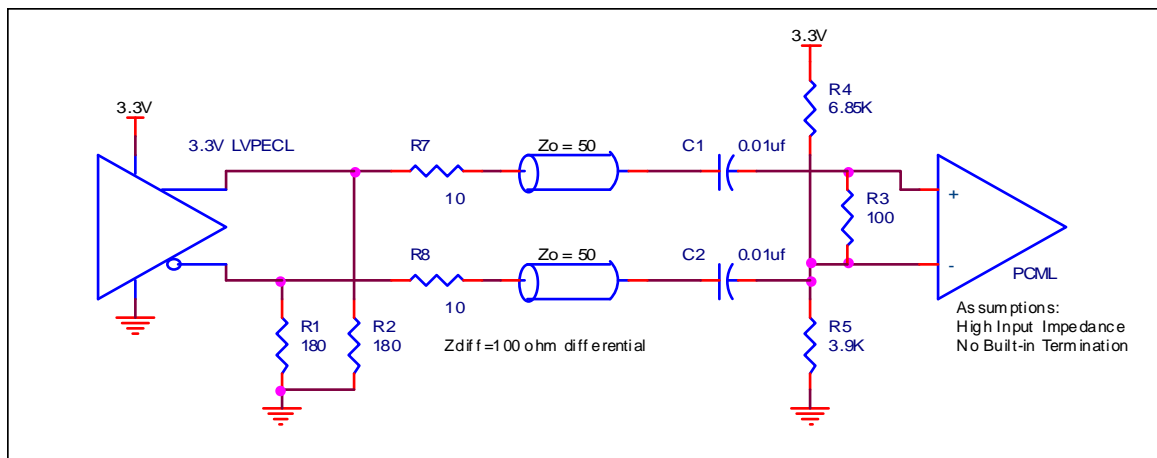 3.3V
R4
6.85K
3.3V
3.3V LVPECL
R7
10
Zo = 50
C1
0.01uf
R3
100
+
-
PCML
R8
10
Zo = 50
C2
0.01uf
R1
180
R2
180
Zdiff=100 ohm differential
R5
3.9K
Assumptions:
High Input Impedance
No Built-in Termination